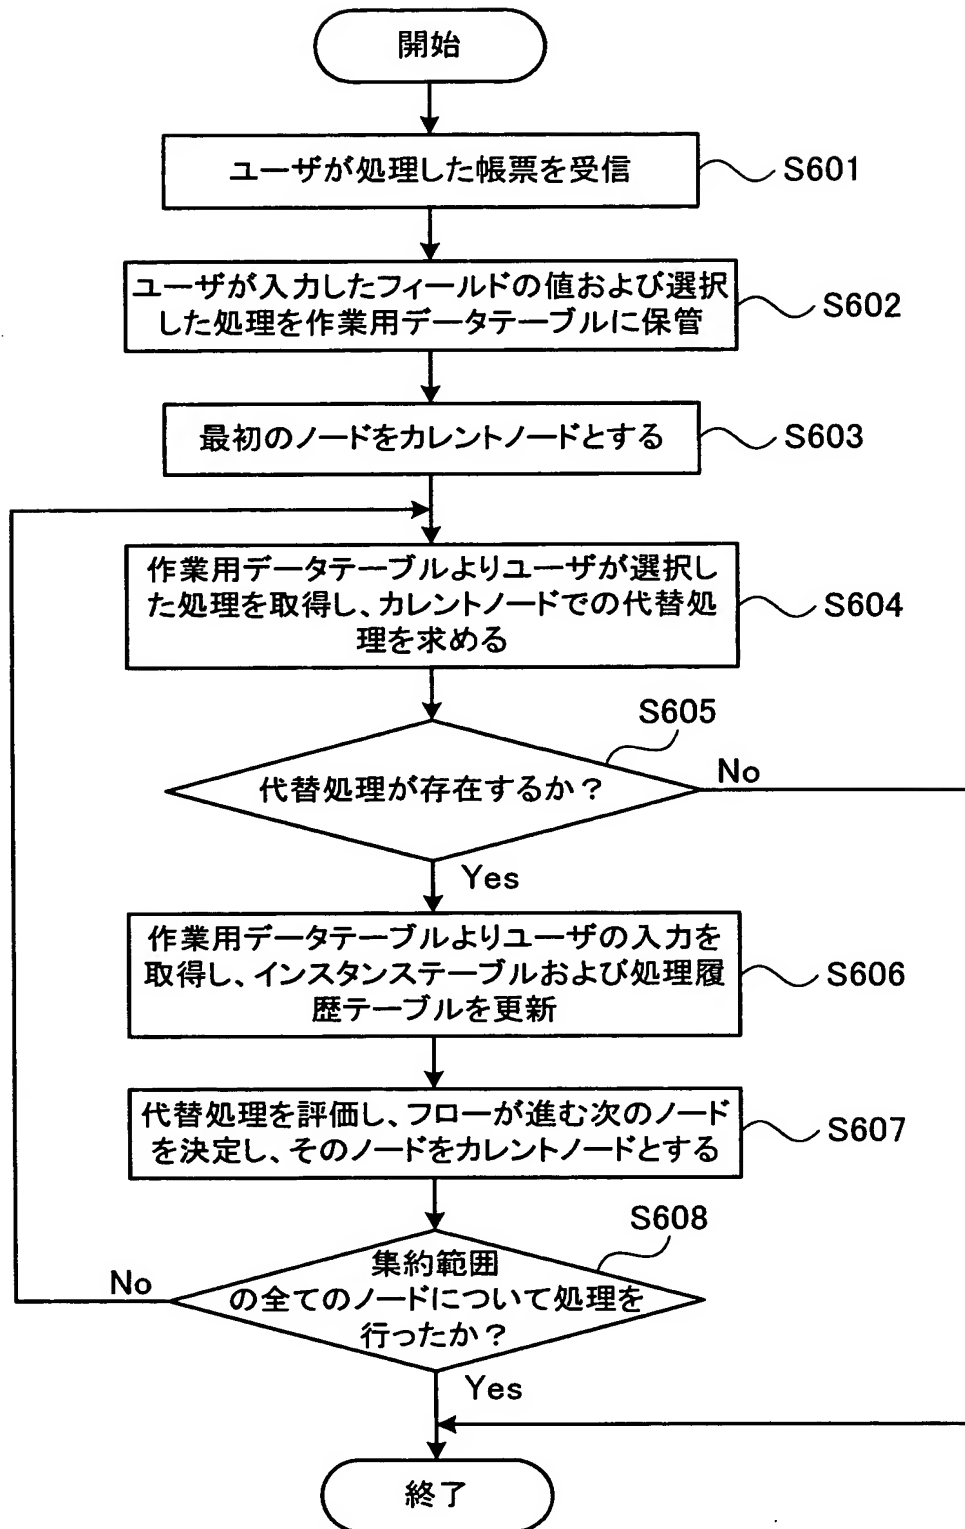 開始
ユーザが処理した帳票を受信
S601
ユーザが入力したフィールドの値および選択
した処理を作業用データテーブルに保管
S602
最初のノードをカレントノードとする
S603
作業用データテーブルよりユーザが選択し
た処理を取得し、カレントノードでの代替処
理を求める
S604
S605
代替処理が存在するか？
No
Yes
作業用データテーブルよりユーザの入力を
取得し、インスタンステーブルおよび処理履
歴テーブルを更新
S606
代替処理を評価し、フローが進む次のノード
を決定し、そのノードをカレントノードとする
S607
S608
集約範囲
の全てのノードについて処理を
行ったか？
No
Yes
終了